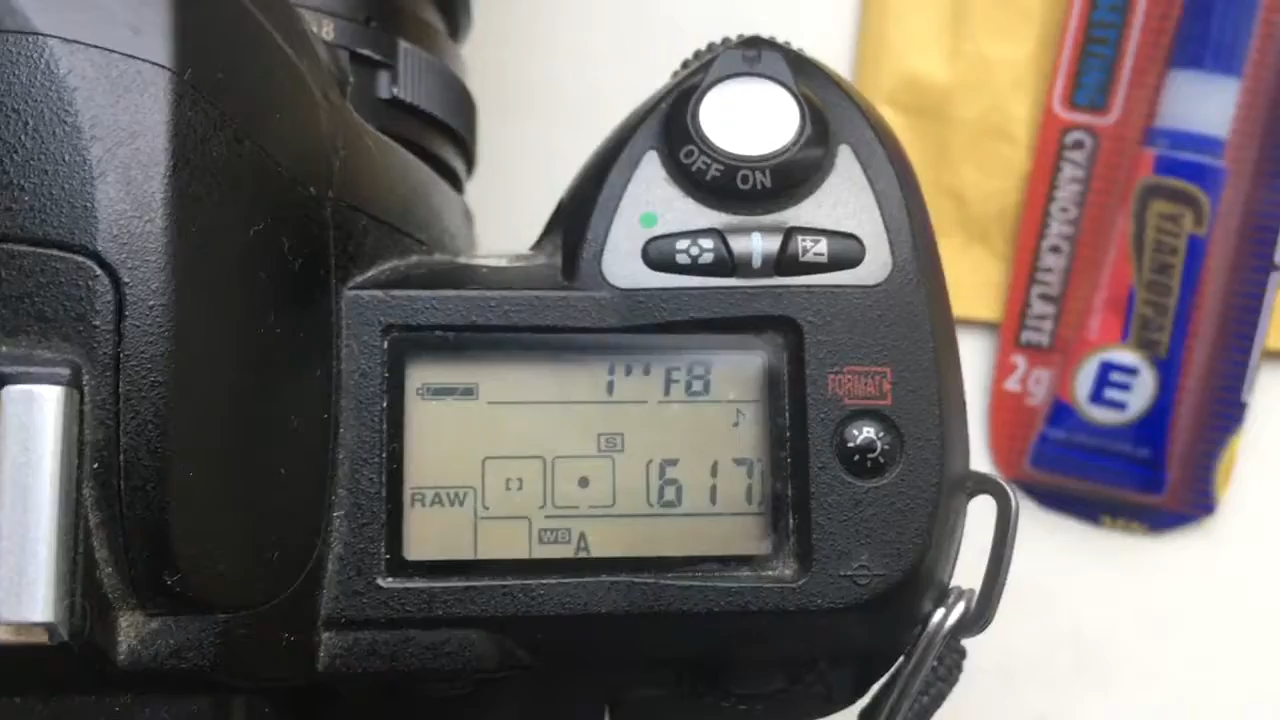 OFF ON
1" F8
FORMAT
S
[617]
RAW
WB A
CYANOACRYLATE
2g